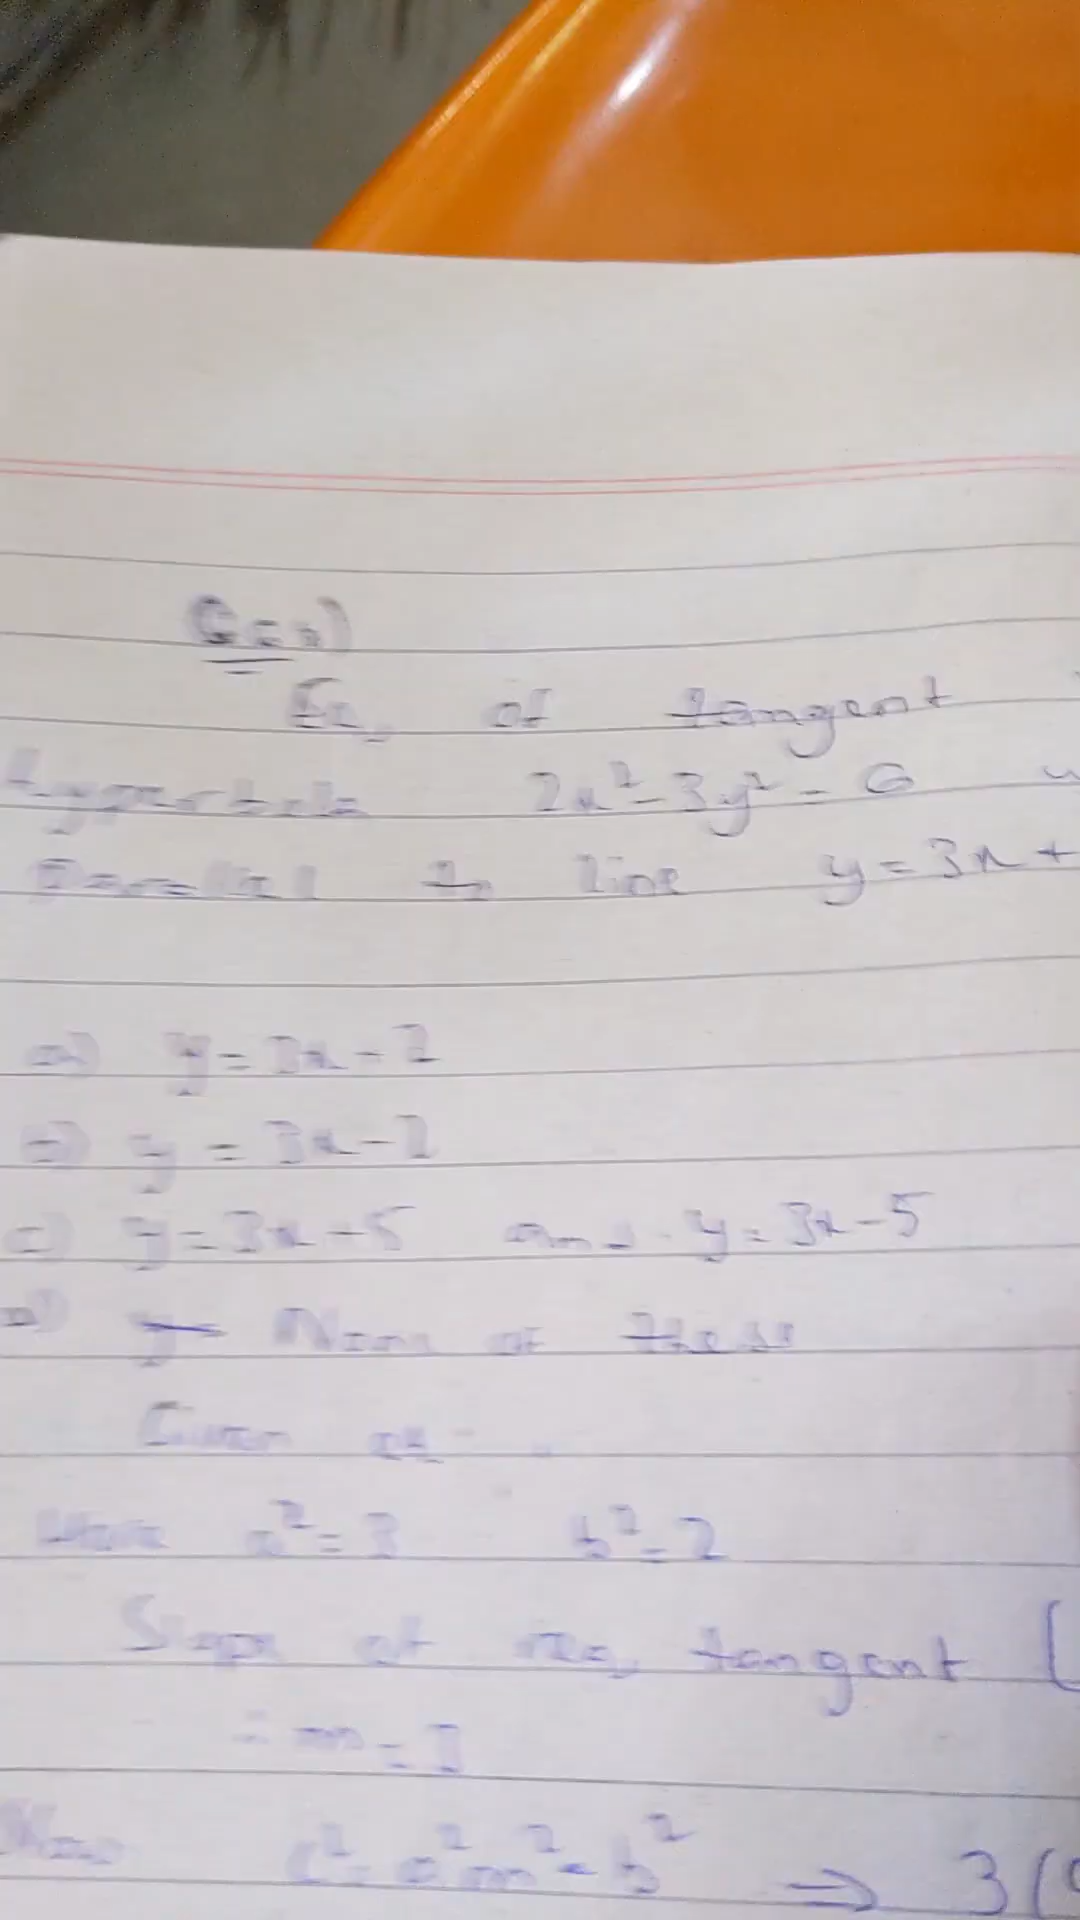 Eq of tangent
Hyperbola 2x² - 3y² = 6
Parallel to line y = 3x +
a) y = 3x - 2
y = 3x - 2
c) y = 3x - 5 and y = 3x - 5
D) None of these
Given
Here a² = 3 b² = 2
Slope of req tangent (
m = 3
Now c² = a²m² - b² ⇒ 3(9